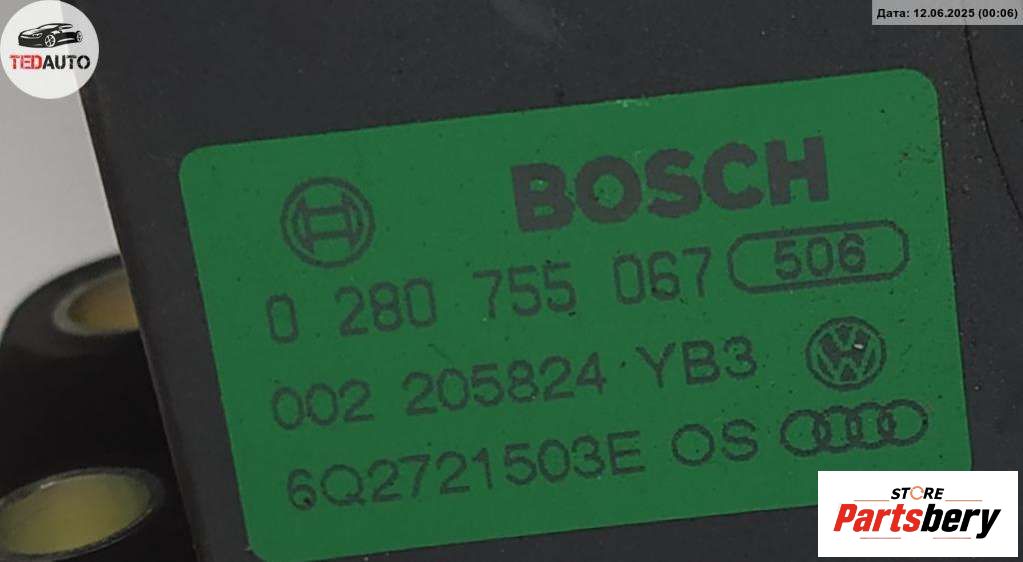 TEDAUTO
Дата: 12.06.2025 (00:06)
BOSCH
0 280 755 067 506
002 205824 YB3
6Q2721503E OS
STORE
Partsbery